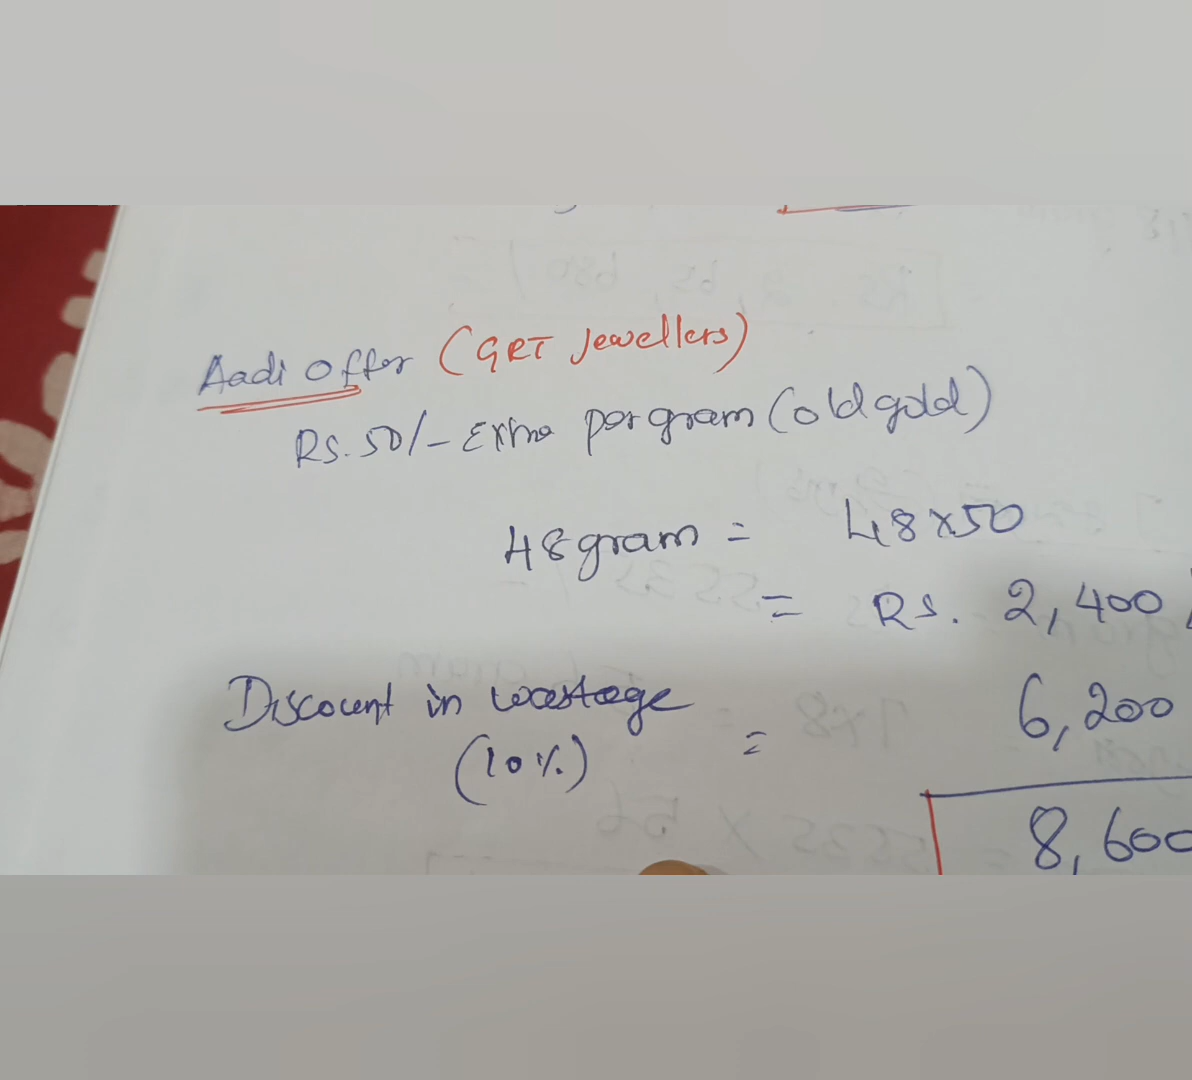 Aadi Offer (GRT Jewellers)
RS. 50/- Extra per gram (old gold)
48 gram = 48x50
= RS. 2,400
Discount in wastage = 6,200
(10%)
8,600